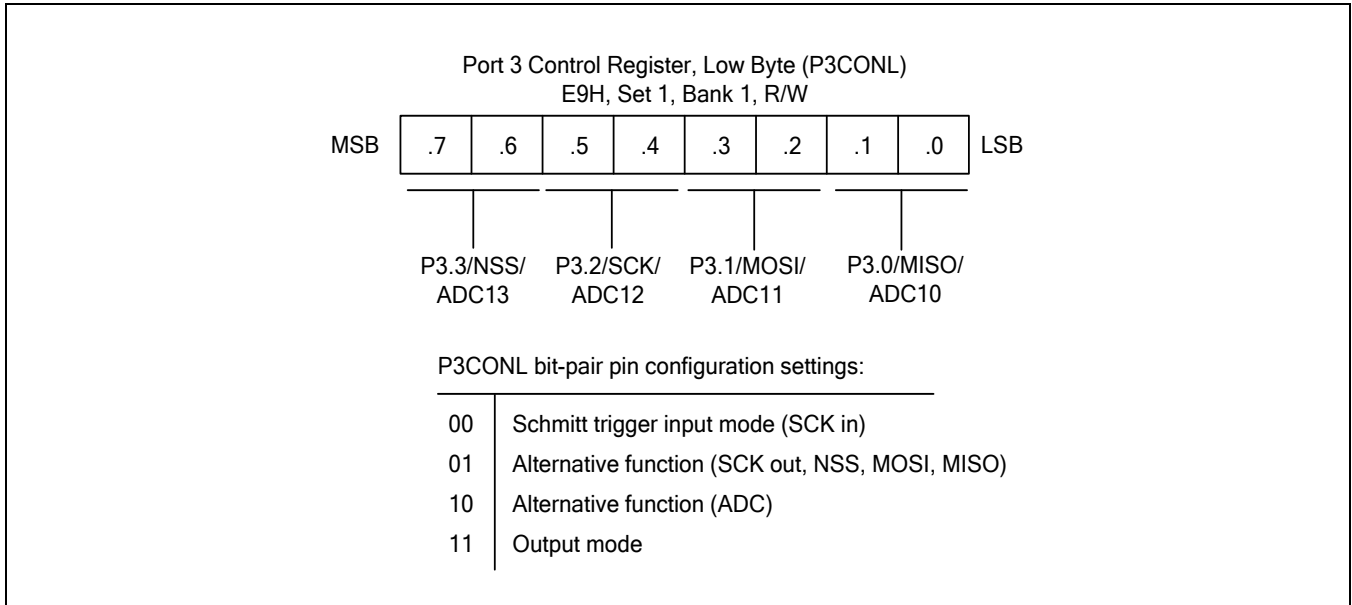 Port 3 Control Register, Low Byte (P3CONL)
E9H, Set 1, Bank 1, R/W
MSB .7 .6 .5 .4 .3 .2 .1 .0 LSB
P3.3/NSS/ P3.2/SCK/ P3.1/MOSI/ P3.0/MISO/
ADC13 ADC12 ADC11 ADC10
P3CONL bit-pair pin configuration settings:
00 Schmitt trigger input mode (SCK in)
01 Alternative function (SCK out, NSS, MOSI, MISO)
10 Alternative function (ADC)
11 Output mode